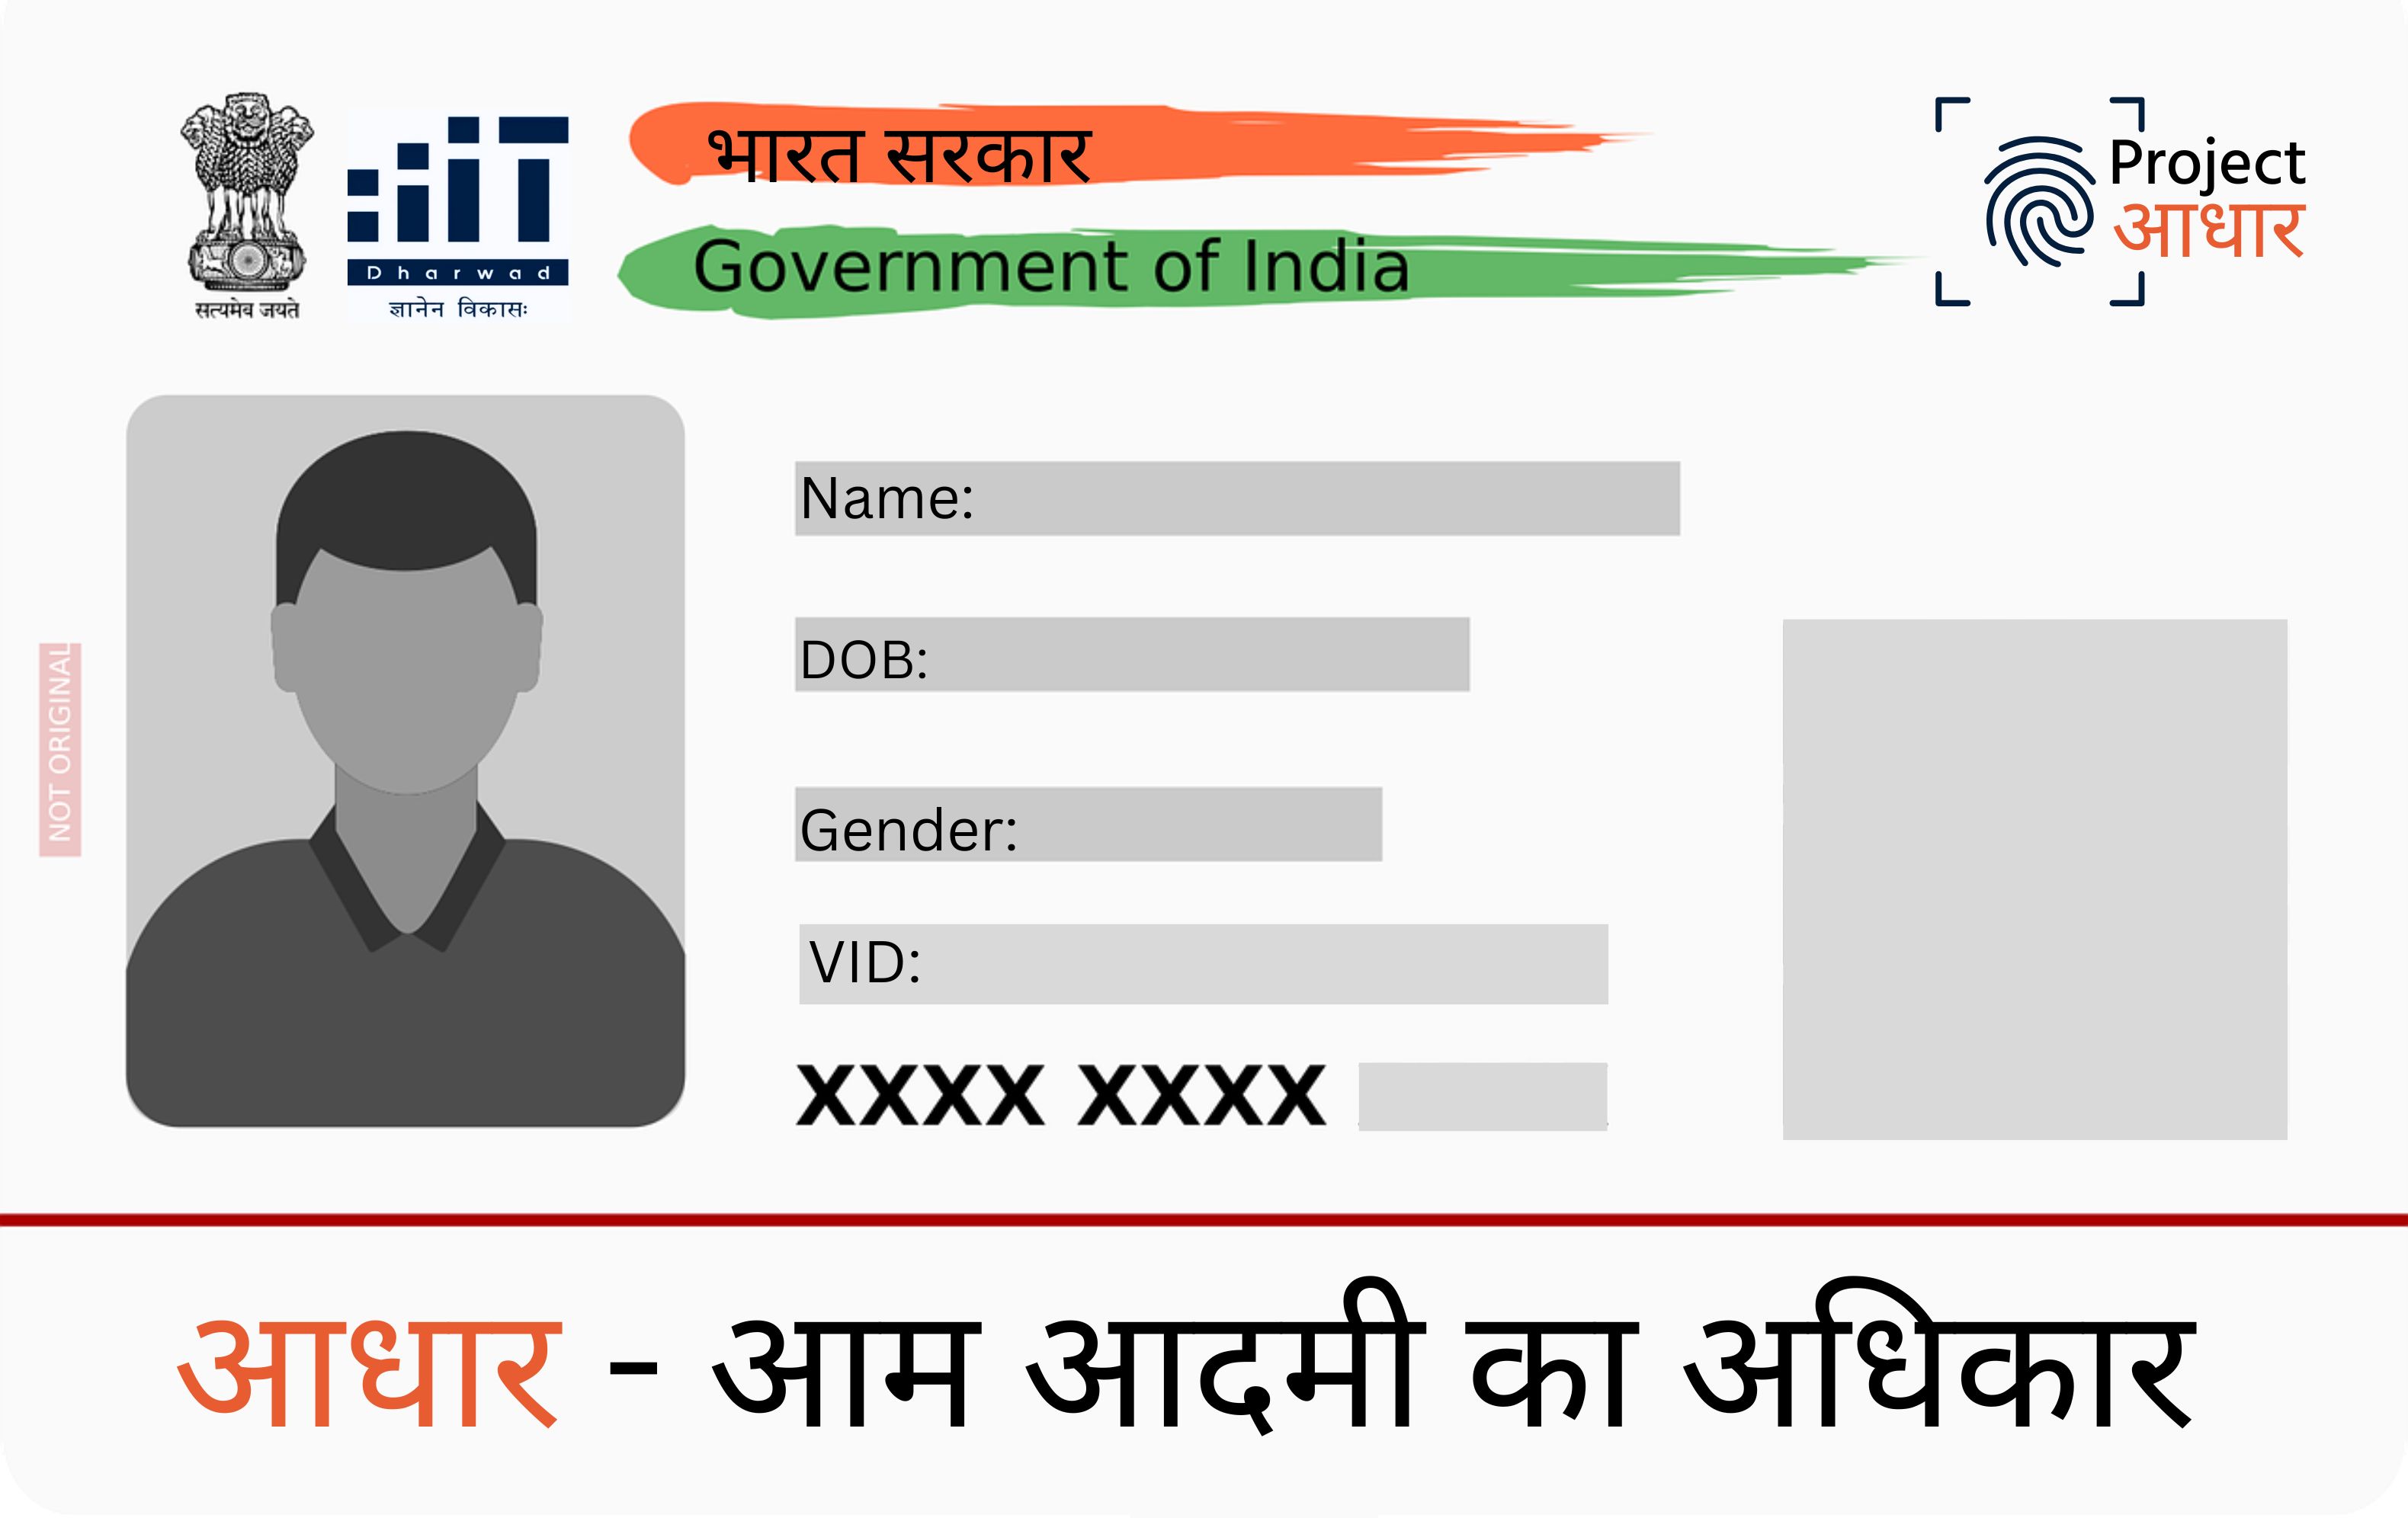 सत्यमेव जयते
IIIT
Dharwad
ज्ञानेन विकासः
भारत सरकार
Government of India
Project
आधार
Name:
DOB:
Gender:
VID:
XXXX XXXX
NOT ORIGINAL
आधार - आम आदमी का अधिकार